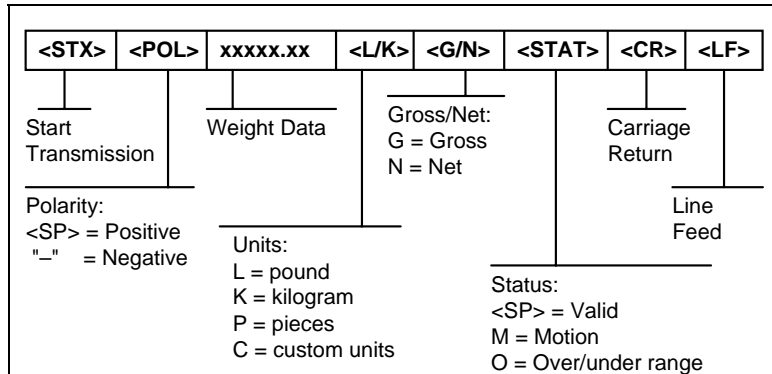 <STX> <POL> xxxxx.xx <L/K> <G/N> <STAT> <CR> <LF>
Start
Transmission
Weight Data
Gross/Net:
G = Gross
N = Net
Carriage
Return
Polarity:
<SP> = Positive
"–" = Negative
Units:
L = pound
K = kilogram
P = pieces
C = custom units
Line
Feed
Status:
<SP> = Valid
M = Motion
O = Over/under range